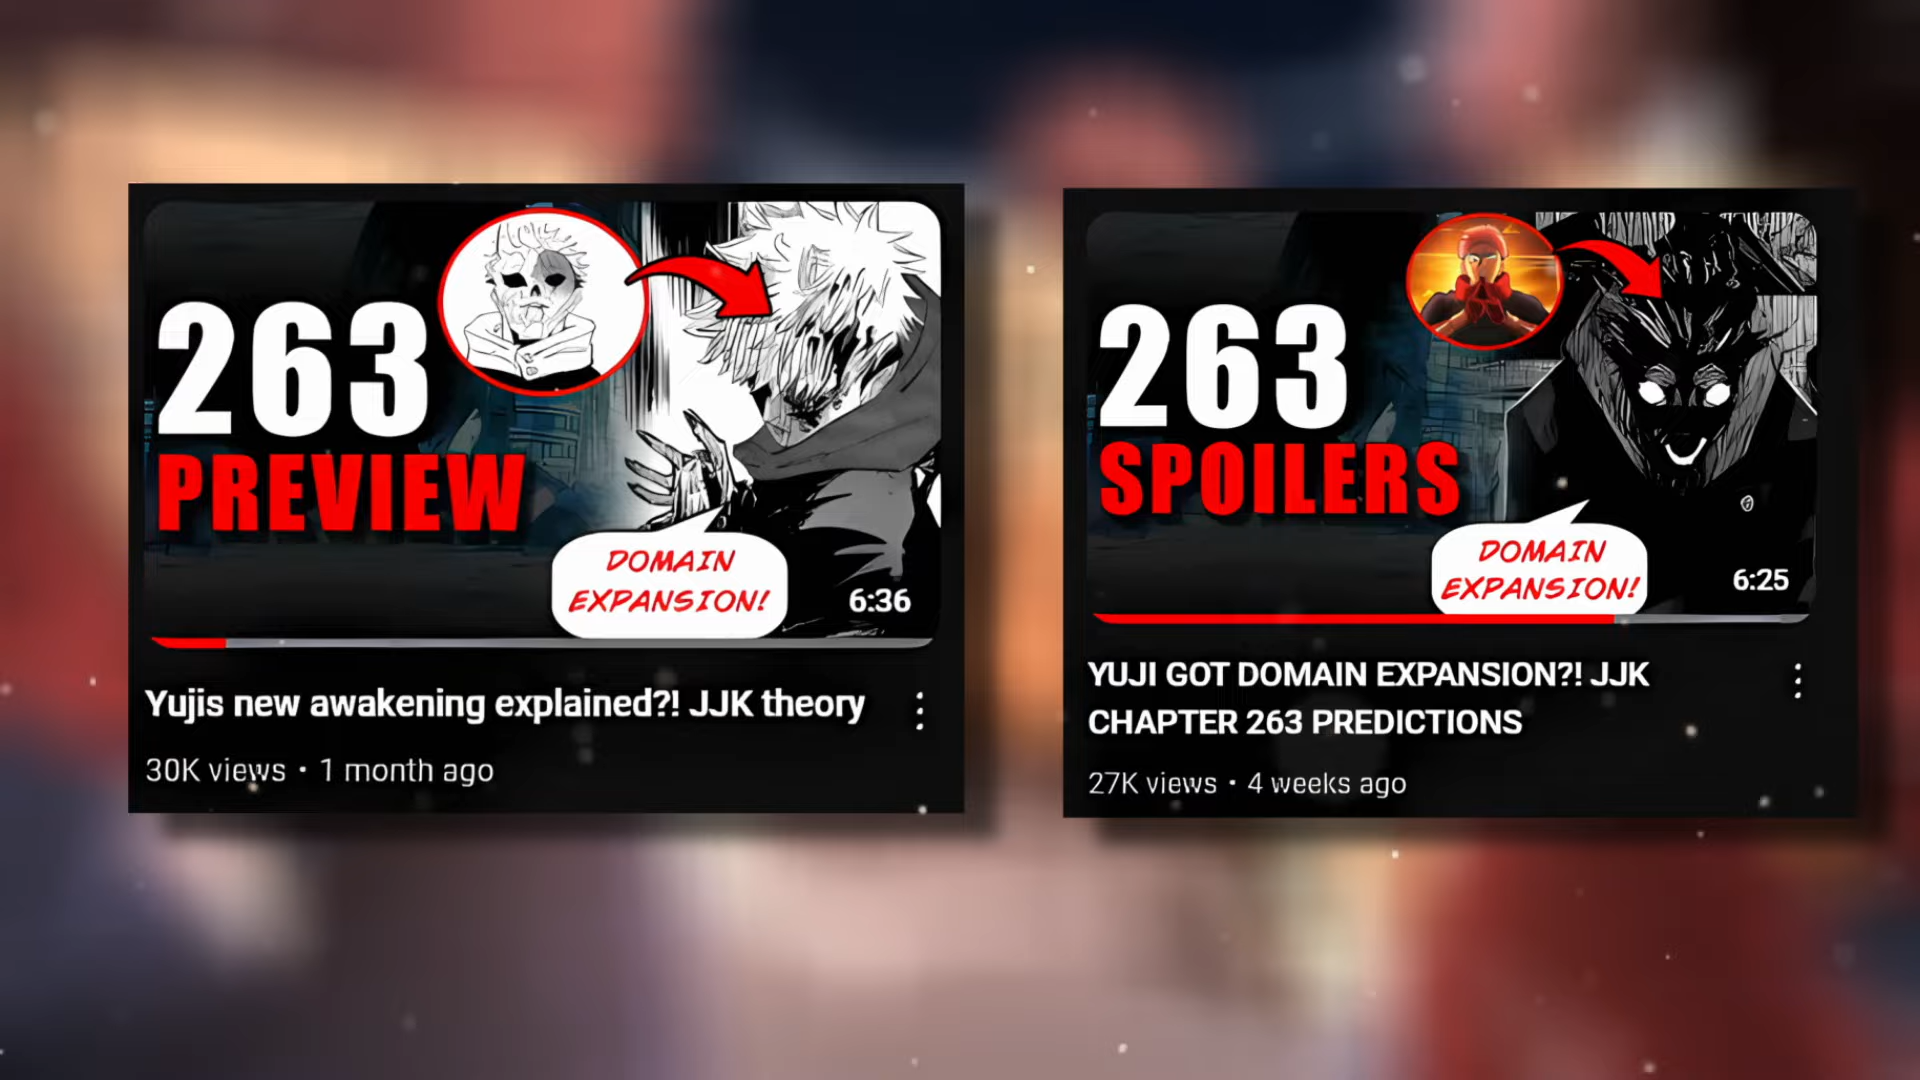 263
PREVIEW
DOMAIN
EXPANSION!
6:36
Yujis new awakening explained?! JJK theory
30K views • 1 month ago
263
SPOILERS
DOMAIN
EXPANSION!
6:25
YUJI GOT DOMAIN EXPANSION?! JJK
CHAPTER 263 PREDICTIONS
27K views • 4 weeks ago